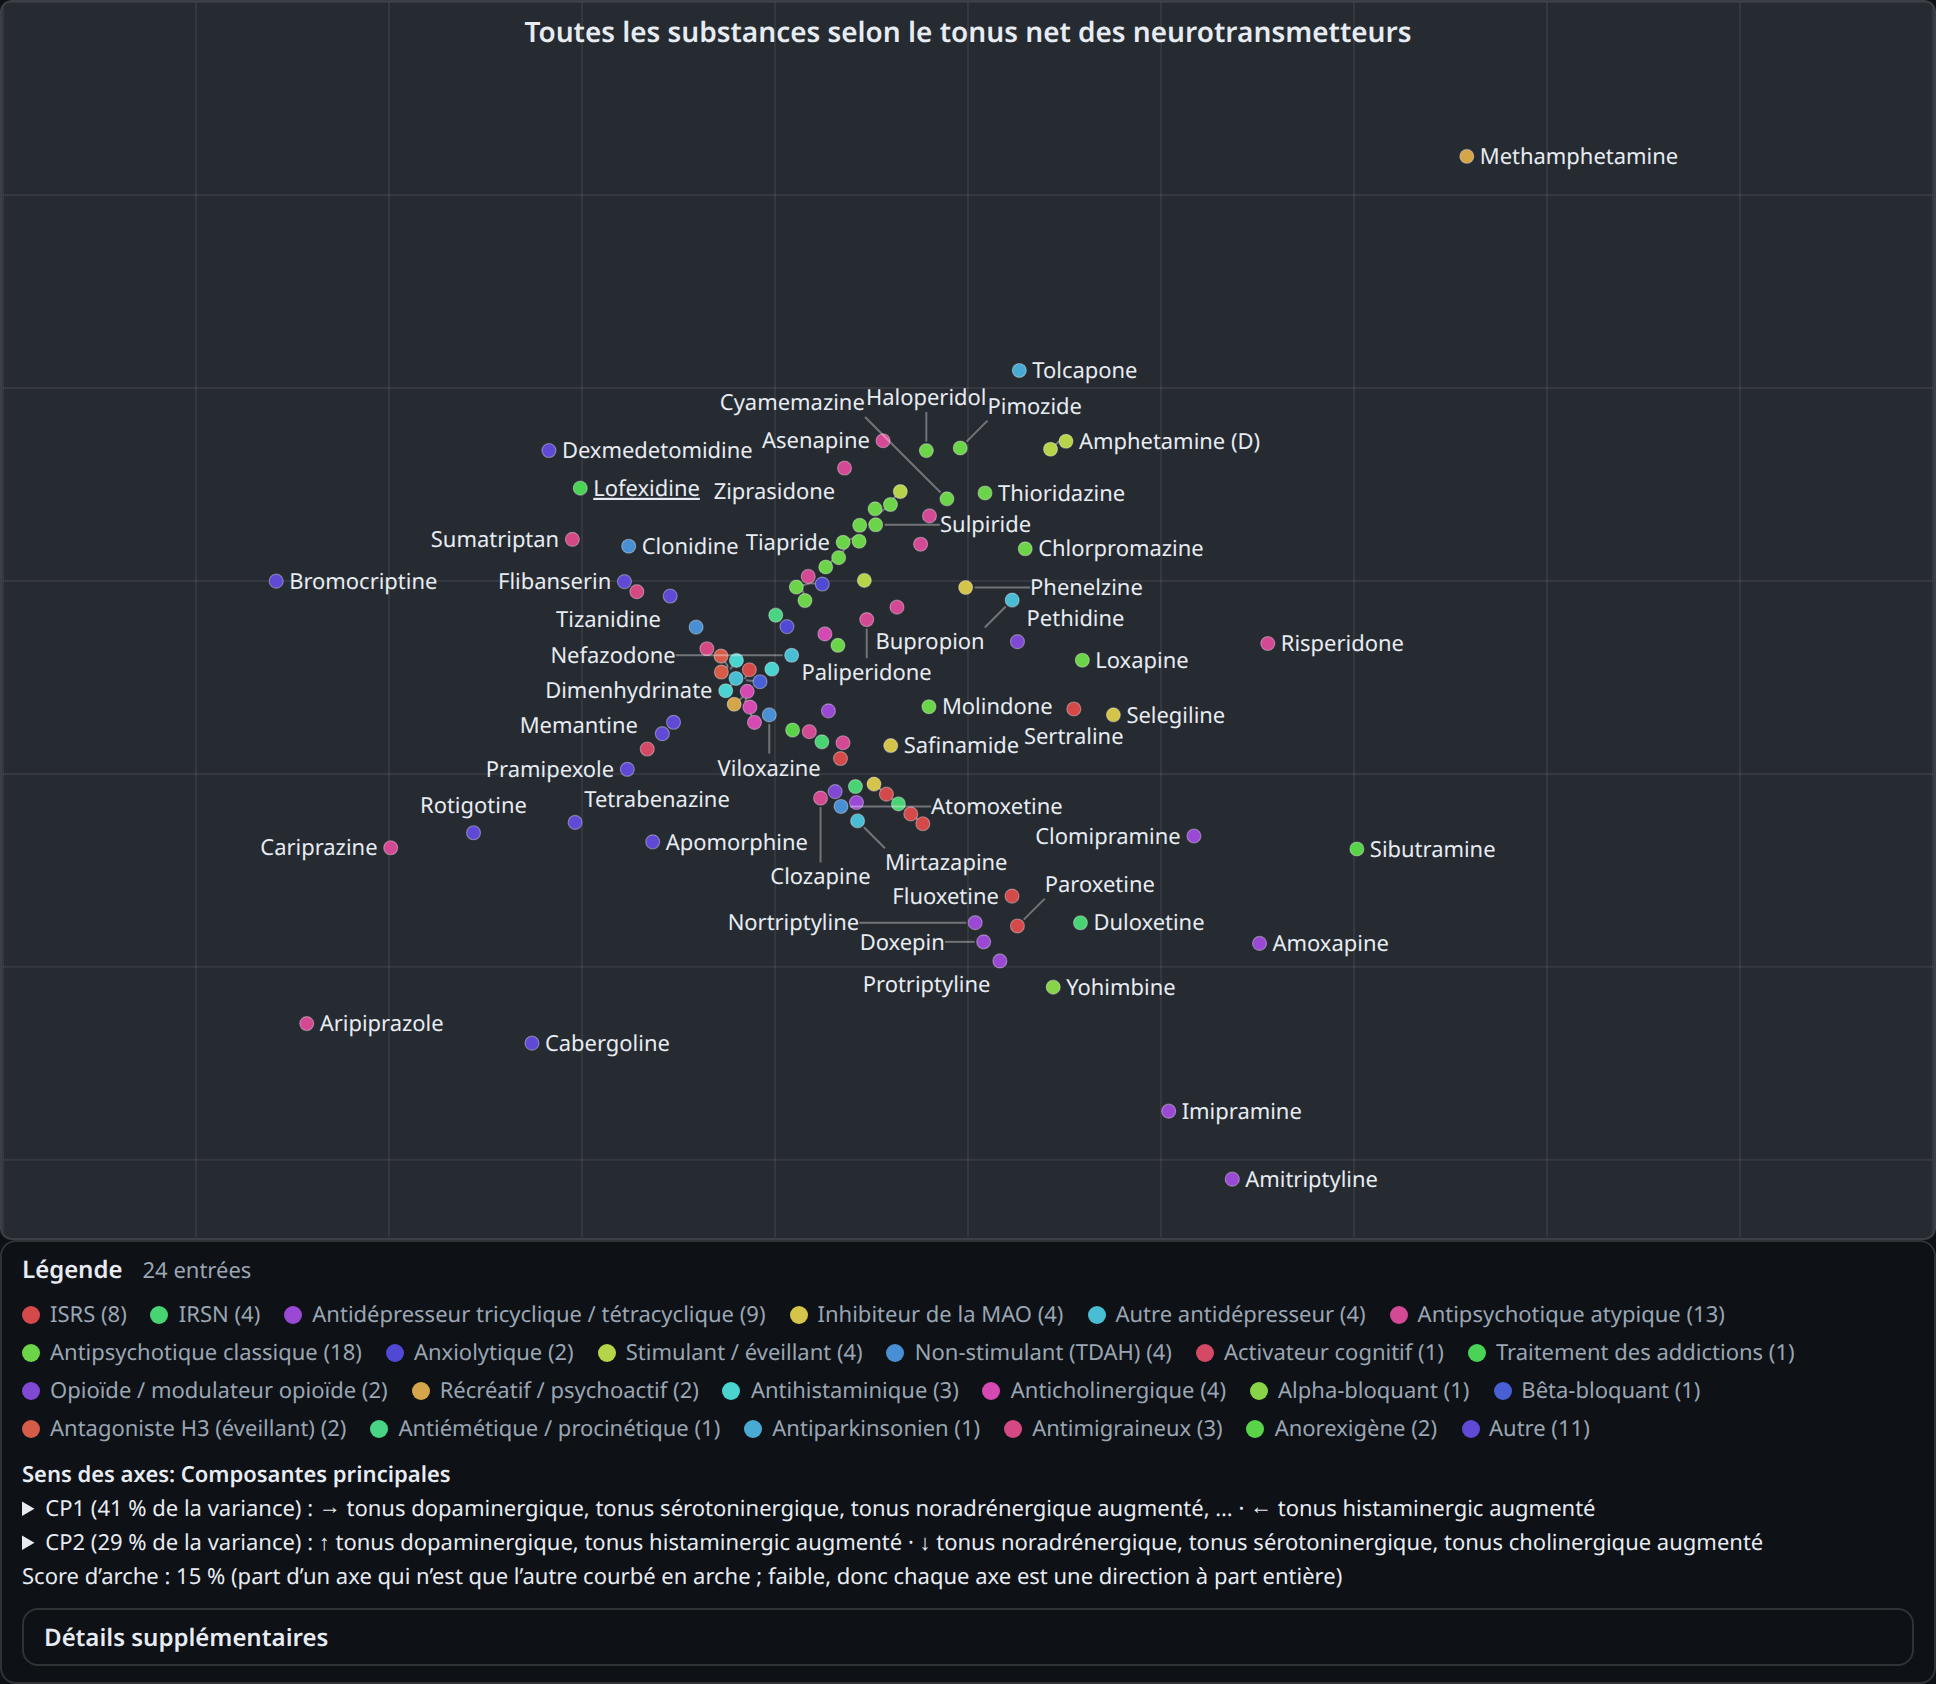 Toutes les substances selon le tonus net des neurotransmetteurs
Methamphetamine
Tolcapone
Cyamemazine
Haloperidol
Pimozide
Asenapine
Amphetamine (D)
Dexmedetomidine
Lofexidine
Ziprasidone
Thioridazine
Sulpiride
Sumatriptan
Clonidine
Tiapride
Chlorpromazine
Bromocriptine
Flibanserin
Phenelzine
Tizanidine
Pethidine
Bupropion
Risperidone
Nefazodone
Loxapine
Paliperidone
Dimenhydrinate
Molindone
Selegiline
Memantine
Sertraline
Safinamide
Pramipexole
Viloxazine
Tetrabenazine
Rotigotine
Atomoxetine
Clomipramine
Apomorphine
Cariprazine
Sibutramine
Mirtazapine
Clozapine
Paroxetine
Fluoxetine
Nortriptyline
Duloxetine
Doxepin
Amoxapine
Protriptyline
Yohimbine
Aripiprazole
Cabergoline
Imipramine
Amitriptyline
Légende 24 entrées
ISRS (8) IRSN (4) Antidépresseur tricyclique / tétracyclique (9) Inhibiteur de la MAO (4) Autre antidépresseur (4) Antipsychotique atypique (13)
Antipsychotique classique (18) Anxiolytique (2) Stimulant / éveillant (4) Non-stimulant (TDAH) (4) Activateur cognitif (1) Traitement des addictions (1)
Opioïde / modulateur opioïde (2) Récréatif / psychoactif (2) Antihistaminique (3) Anticholinergique (4) Alpha-bloquant (1) Bêta-bloquant (1)
Antagoniste H3 (éveillant) (2) Antiémétique / procinétique (1) Antiparkinsonien (1) Antimigraineux (3) Anorexigène (2) Autre (11)
Sens des axes: Composantes principales
▶ CP1 (41 % de la variance) : → tonus dopaminergique, tonus sérotoninergique, tonus noradrénergique augmenté, ... · ← tonus histaminergic augmenté
▶ CP2 (29 % de la variance) : ↑ tonus dopaminergique, tonus histaminergic augmenté · ↓ tonus noradrénergique, tonus sérotoninergique, tonus cholinergique augmenté
Score d’arche : 15 % (part d’un axe qui n’est que l’autre courbé en arche ; faible, donc chaque axe est une direction à part entière)
Détails supplémentaires